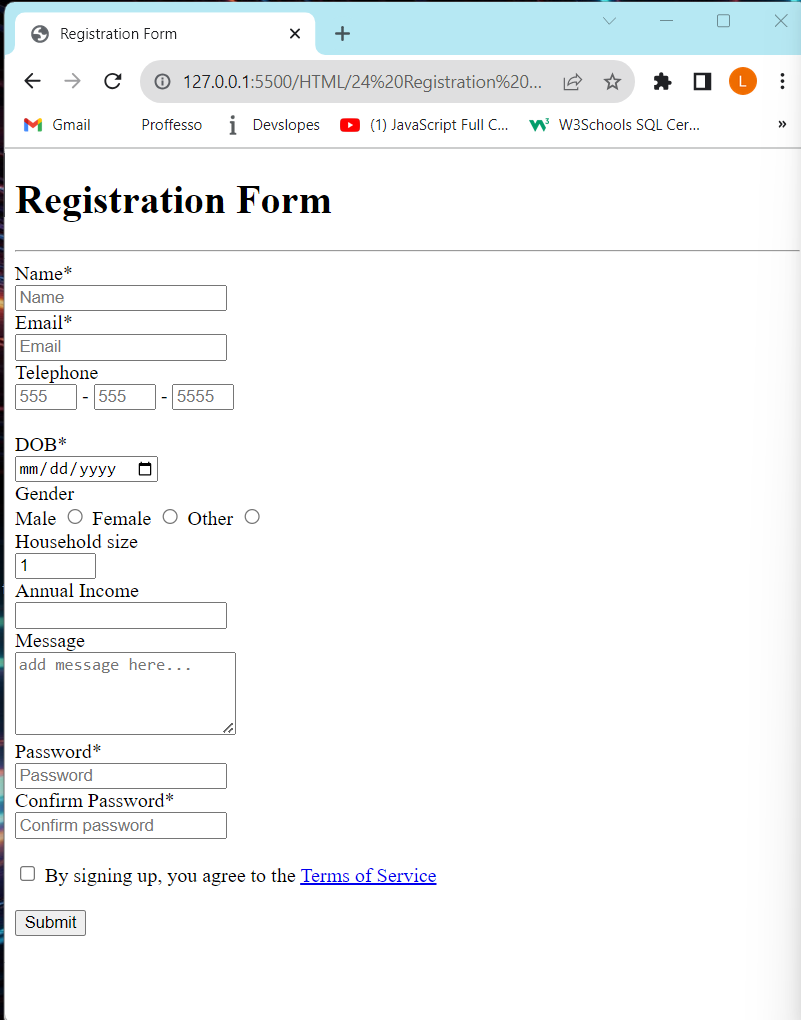 Registration Form
127.0.0.1:5500/HTML/24%20Registration%20...
L
Gmail Proffesso Devslopes (1) JavaScript Full C... W3Schools SQL Cer... »
Registration Form
Name*
Name
Email*
Email
Telephone
555 - 555 - 5555
DOB*
mm/dd/yyyy
Gender
Male Female Other
Household size
1
Annual Income
Message
add message here...
Password*
Password
Confirm Password*
Confirm password
By signing up, you agree to the Terms of Service
Submit